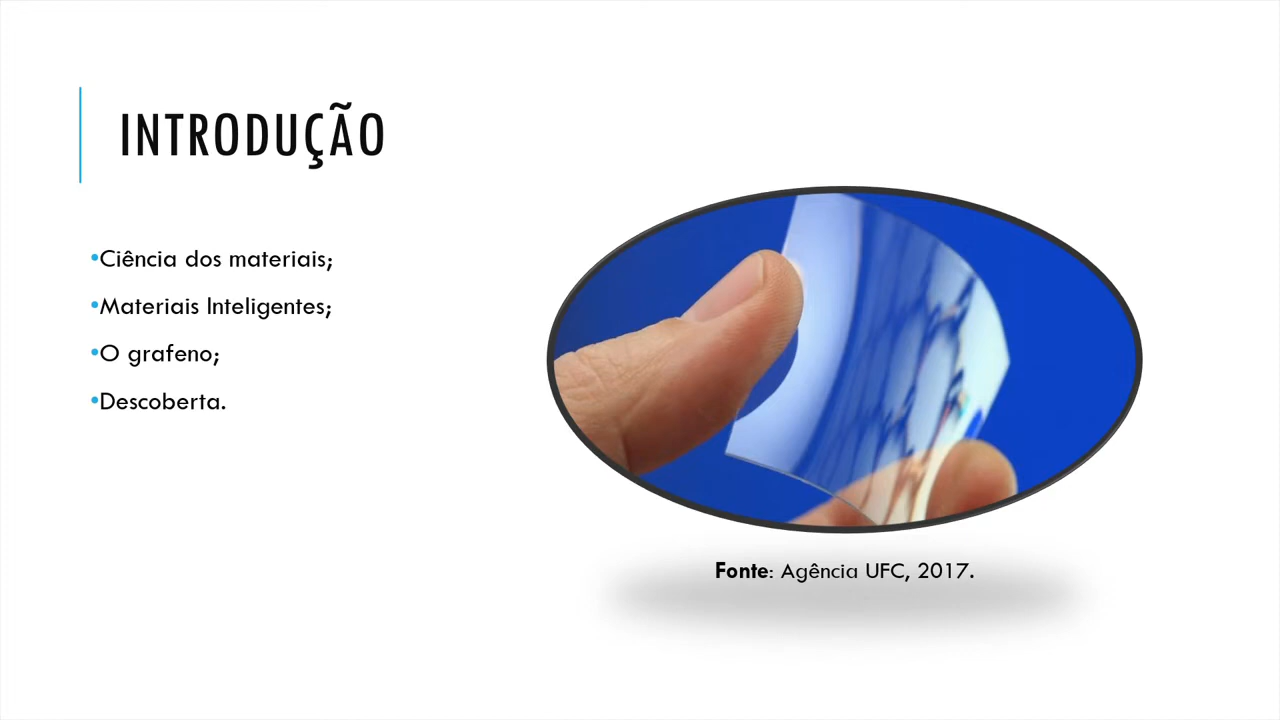 INTRODUÇÃO
•Ciência dos materiais;
•Materiais Inteligentes;
•O grafeno;
•Descoberta.
Fonte: Agência UFC, 2017.